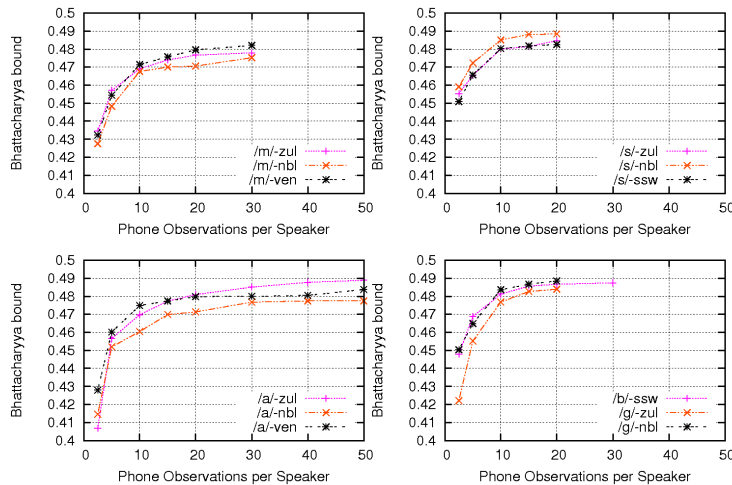 Bhattacharyya bound
0.5
0.49
0.48
0.47
0.46
0.45
0.44
0.43
0.42
0.41
0.4
/m/-zul
/m/-nbl
/m/-ven
0 10 20 30 40 50
Phone Observations per Speaker
Bhattacharyya bound
0.5
0.49
0.48
0.47
0.46
0.45
0.44
0.43
0.42
0.41
0.4
/s/-zul
/s/-nbl
/s/-ssw
0 10 20 30 40 50
Phone Observations per Speaker
Bhattacharyya bound
0.5
0.49
0.48
0.47
0.46
0.45
0.44
0.43
0.42
0.41
0.4
/a/-zul
/a/-nbl
/a/-ven
0 10 20 30 40 50
Phone Observations per Speaker
Bhattacharyya bound
0.5
0.49
0.48
0.47
0.46
0.45
0.44
0.43
0.42
0.41
0.4
/b/-ssw
/g/-zul
/g/-nbl
0 10 20 30 40 50
Phone Observations per Speaker